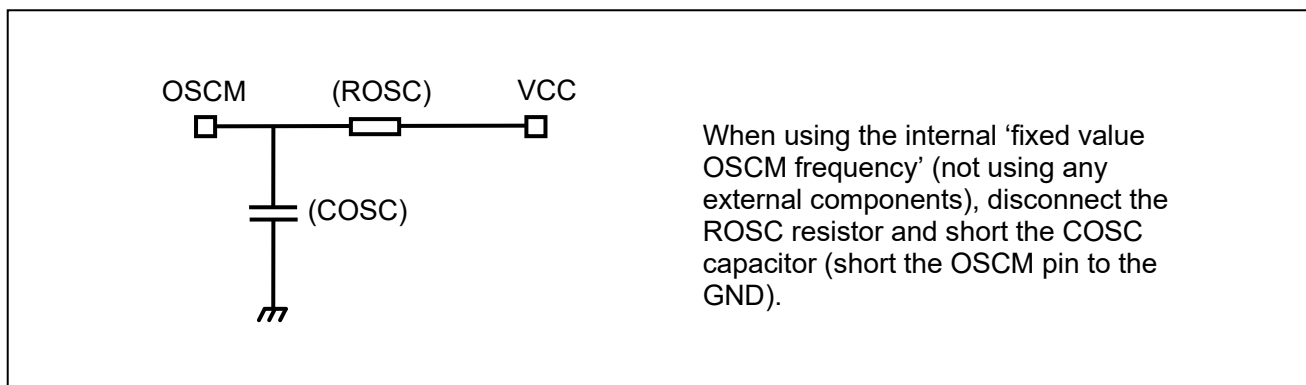 OSCM (ROSC) VCC
(COSC)
When using the internal ‘fixed value
OSCM frequency’ (not using any
external components), disconnect the
ROSC resistor and short the COSC
capacitor (short the OSCM pin to the
GND).